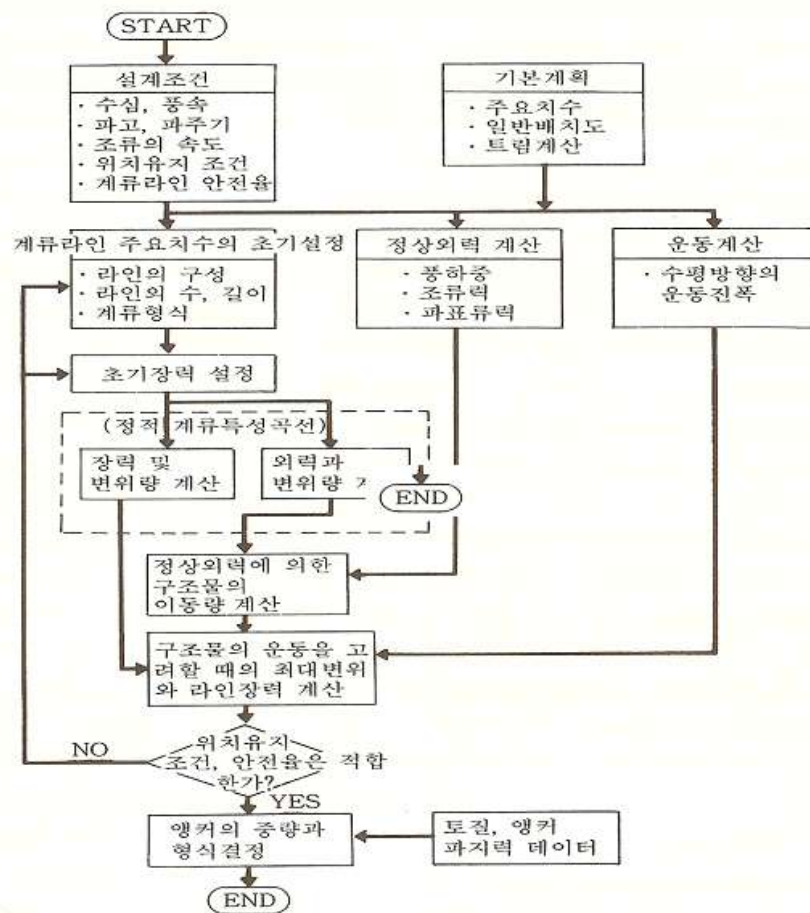 START
설계조건
· 수심, 풍속
· 파고, 파주기
· 조류의 속도
· 위치유지 조건
· 계류라인 안전율
기본계획
· 주요치수
· 일반배치도
· 트림계산
계류라인 주요치수의 초기설정
· 라인의 구성
· 라인의 수, 길이
· 계류형식
정상외력 계산
· 풍하중
· 조류력
· 파표류력
운동계산
· 수평방향의
운동진폭
초기장력 설정
(정적 계류특성곡선)
장력 및
변위량 계산
외력과
변위량
END
정상외력에 의한
구조물의
이동량 계산
구조물의 운동을 고
려할 때의 최대변위
와 라인장력 계산
NO
위치유지
조건, 안전율은 적합
한가?
YES
앵커의 중량과
형식결정
토질, 앵커
파지력 데이터
END